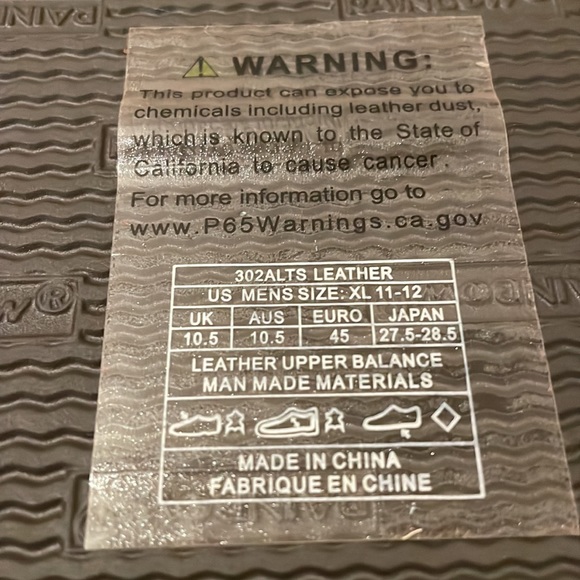 RAINBOW
WARNING:
This product can expose you to
chemicals including leather dust,
which is known to the State of
California to cause cancer.
For more information go to
www.P65Warnings.ca.gov
302ALTS LEATHER
US MENS SIZE: XL 11-12
UK AUS EURO JAPAN
10.5 10.5 45 27.5-28.5
LEATHER UPPER BALANCE
MAN MADE MATERIALS
MADE IN CHINA
FABRIQUE EN CHINE